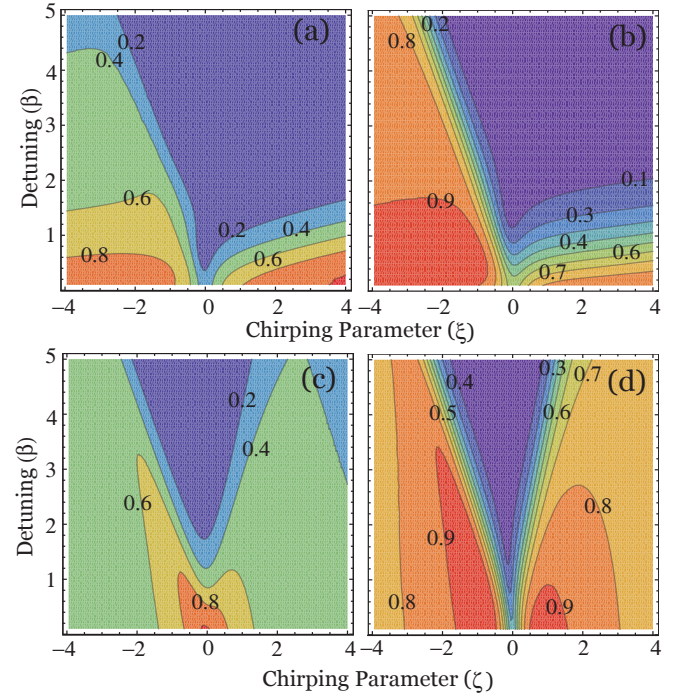 5 (a) 0.2 0.4
4
3
2 0.6
1 0.2 0.4
0.8 0.6
−4 −2 0 2 4
Detuning (β)
0.8 0.2 (b)
0.9 0.1
0.3
0.4
0.6
0.7
−4 −2 0 2 4
Chirping Parameter (ξ)
5 (c)
4 0.2
0.4
3
0.6
2
1
0.8
−4 −2 0 2 4
Detuning (β)
0.4 0.3 0.7 (d)
0.5 0.6
0.9 0.8
0.8 0.9
−4 −2 0 2 4
Chirping Parameter (ζ)